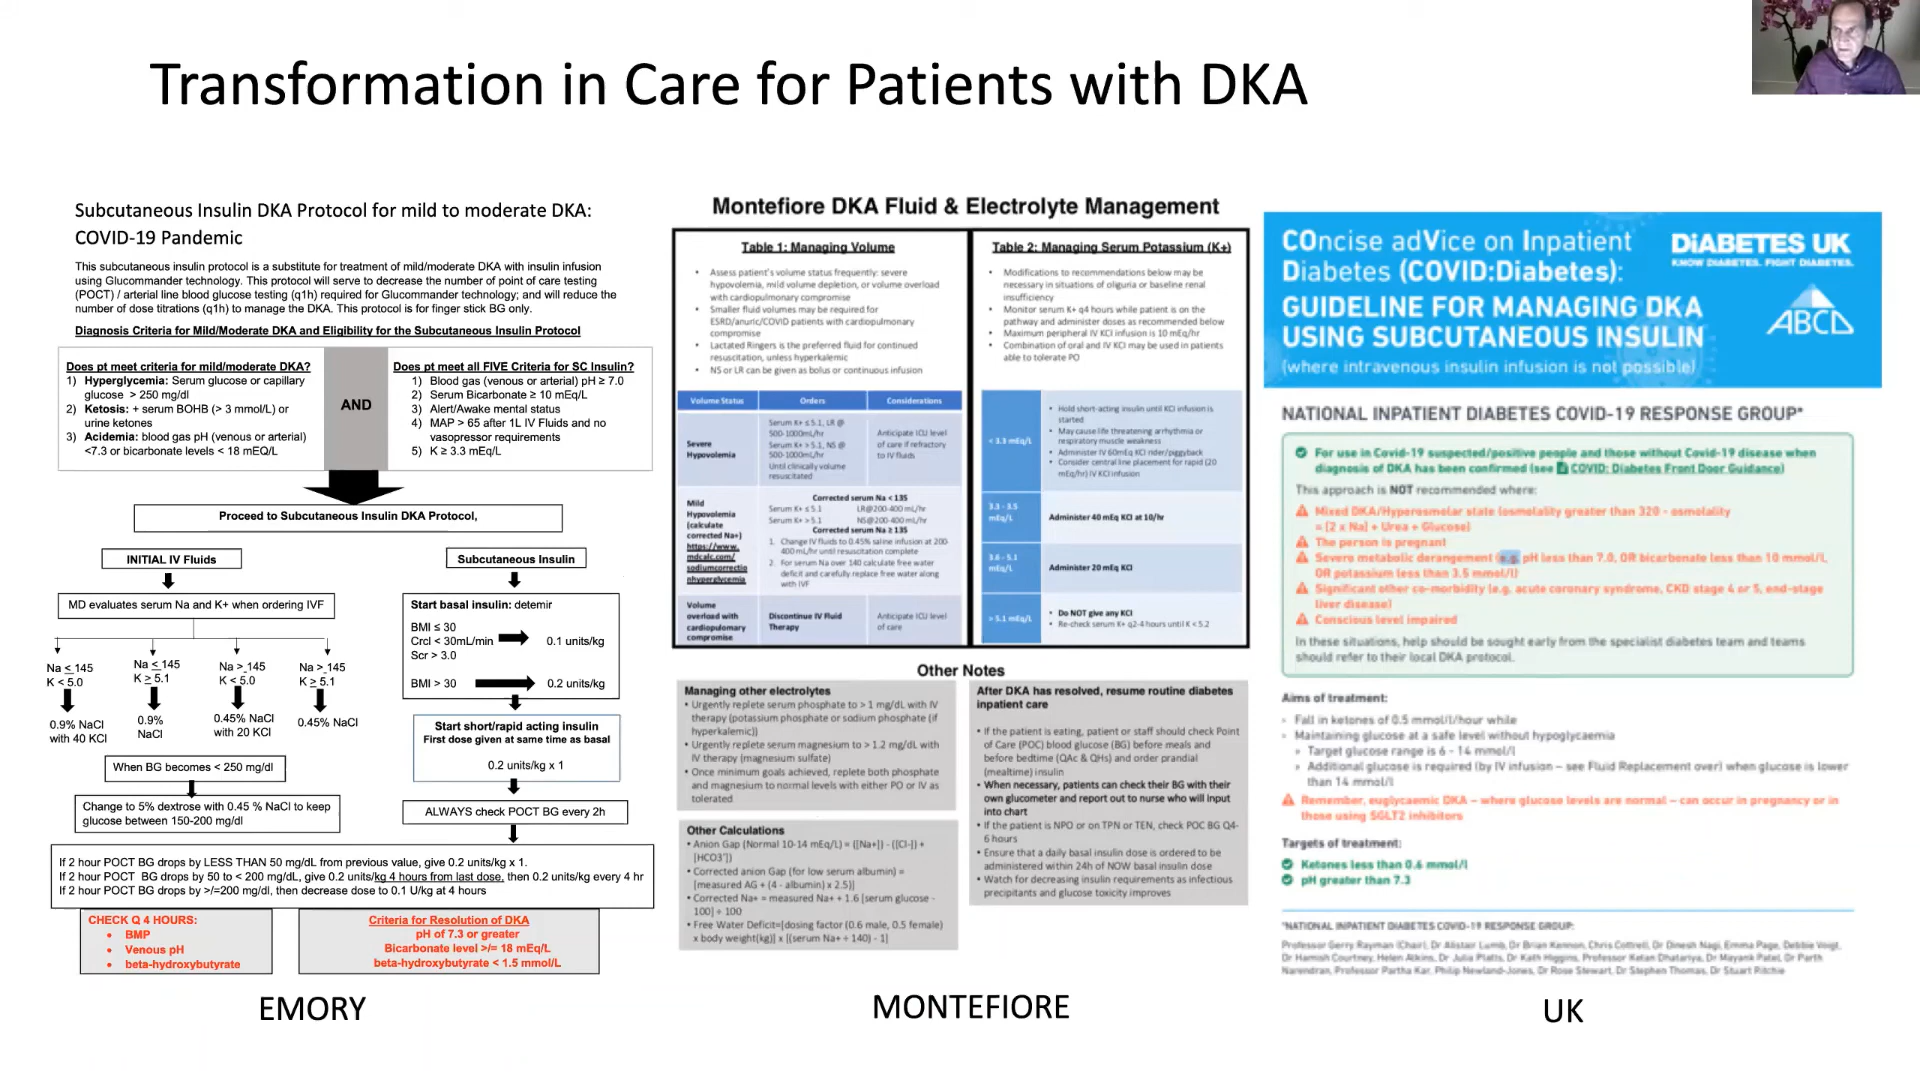 Transformation in Care for Patients with DKA
Subcutaneous Insulin DKA Protocol for mild to moderate DKA:
COVID-19 Pandemic
This subcutaneous insulin protocol is a substitute for treatment of mild/moderate DKA with insulin infusion
using Glucommander technology. This protocol will serve to decrease the number of point of care testing
(POCT) / arterial line blood glucose testing (q1h) required for Glucommander technology; and will reduce the
number of dose titrations (q1h) to manage the DKA. This protocol is for finger stick BG only.
Diagnosis Criteria for Mild/Moderate DKA and Eligibility for the Subcutaneous Insulin Protocol
Does pt meet criteria for mild/moderate DKA?
1) Hyperglycemia: Serum glucose or capillary
glucose > 250 mg/dl
2) Ketosis: + serum BOHB (> 3 mmol/L) or
urine ketones
3) Acidemia: blood gas pH (venous or arterial)
<7.3 or bicarbonate levels < 18 mEQ/L
AND
Does pt meet all FIVE Criteria for SC Insulin?
1) Blood gas (venous or arterial) pH ≥ 7.0
2) Serum Bicarbonate ≥ 10 mEq/L
3) Alert/Awake mental status
4) MAP > 65 after 1L IV Fluids and no
vasopressor requirements
5) K ≥ 3.3 mEq/L
Proceed to Subcutaneous Insulin DKA Protocol,
INITIAL IV Fluids
MD evaluates serum Na and K+ when ordering IVF
Na ≤ 145
K < 5.0
Na ≤ 145
K ≥ 5.1
Na > 145
K < 5.0
Na > 145
K ≥ 5.1
0.9% NaCl
with 40 KCl
0.9%
NaCl
0.45% NaCl
with 20 KCl
0.45% NaCl
When BG becomes < 250 mg/dl
Change to 5% dextrose with 0.45 % NaCl to keep
glucose between 150-200 mg/dl
Subcutaneous Insulin
Start basal insulin: detemir
BMI ≤ 30
Crcl < 30mL/min
0.1 units/kg
Scr > 3.0
BMI > 30
0.2 units/kg
Start short/rapid acting insulin
First dose given at same time as basal
0.2 units/kg x 1
ALWAYS check POCT BG every 2h
If 2 hour POCT BG drops by LESS THAN 50 mg/dL from previous value, give 0.2 units/kg x 1.
If 2 hour POCT BG drops by 50 to < 200 mg/dL, give 0.2 units/kg 4 hours from last dose, then 0.2 units/kg every 4 hr
If 2 hour POCT BG drops by >/=200 mg/dl, then decrease dose to 0.1 U/kg at 4 hours
CHECK Q 4 HOURS:
• BMP
• Venous pH
• beta-hydroxybutyrate
Criteria for Resolution of DKA
pH of 7.3 or greater
Bicarbonate level >/= 18 mEq/L
beta-hydroxybutyrate < 1.5 mmol/L
EMORY
Montefiore DKA Fluid & Electrolyte Management
Table 1: Managing Volume
• Assess patient's volume status frequently: severe
hypovolemia, mild volume depletion, or volume overload
with cardiopulmonary compromise
• Smaller fluid volumes may be required for
ESRD/anuric/COVID patients with cardiopulmonary
compromise
• Lactated Ringers is the preferred fluid for continued
resuscitation, unless hyperkalemic
• NS or LR can be given as bolus or continuous infusion
Volume Status Orders Considerations
Severe
Hypovolemia
Serum K+ ≤ 5.1, LR @
500-1000mL/hr
Serum K+ > 5.1, NS @
500-1000mL/hr
Until clinically volume
resuscitated
Anticipate ICU level
of care if refractory
to IV fluids
Mild
Hypovolemia
(calculate
corrected Na+)
https://www.
mdcalc.com/
sodiumcorrectio
nhyperglycemia
Corrected serum Na < 135
Serum K+ ≤ 5.1 LR@200-400 mL/hr
Serum K+ > 5.1 NS@200-400 mL/hr
Corrected serum Na ≥ 135
1. Change IV fluids to 0.45% saline infusion at 200-
400 mL/hr until resuscitation complete
2. For serum Na over 140 calculate free water
deficit and carefully replace free water along
with IVF
Volume
overload with
cardiopulomary
compromise
Discontinue IV Fluid
Therapy
Anticipate ICU level
of care
Table 2: Managing Serum Potassium (K+)
• Modifications to recommendations below may be
necessary in situations of oliguria or baseline renal
insufficiency
• Monitor serum K+ q4 hours while patient is on the
pathway and administer doses as recommended below
• Maximum peripheral IV KCl infusion is 10 mEq/hr
• Combination of oral and IV KCl may be used in patients
able to tolerate PO
< 3.3 mEq/L
• Hold short-acting insulin until KCl infusion is
started
• May cause life threatening arrhythmia or
respiratory muscle weakness
• Administer IV 60mEq KCl rider/piggyback
• Consider central line placement for rapid (20
mEq/hr) IV KCl infusion
3.3 - 3.5
mEq/L
Administer 40 mEq KCl at 10/hr
3.6 - 5.1
mEq/L
Administer 20 mEq KCl
> 5.1 mEq/L
• Do NOT give any KCl
• Re-check serum K+ q2-4 hours until K < 5.2
Other Notes
Managing other electrolytes
• Urgently replete serum phosphate to > 1 mg/dL with IV
therapy (potassium phosphate or sodium phosphate (if
hyperkalemic))
• Urgently replete serum magnesium to > 1.2 mg/dL with
IV therapy (magnesium sulfate)
• Once minimum goals achieved, replete both phosphate
and magnesium to normal levels with either PO or IV as
tolerated
Other Calculations
• Anion Gap (Normal 10-14 mEq/L) = ([Na+]) - ([Cl-]) +
[HCO3'])
• Corrected anion Gap (for low serum albumin) =
[measured AG + (4 - albumin) x 2.5)]
• Corrected Na+ = measured Na+ + 1.6 [serum glucose -
100] ÷ 100
• Free Water Deficit=[dosing factor (0.6 male, 0.5 female)
x body weight(kg)] x [(serum Na+ ÷ 140) - 1]
After DKA has resolved, resume routine diabetes
inpatient care
• If the patient is eating, patient or staff should check Point
of Care (POC) blood glucose (BG) before meals and
before bedtime (QAc & QHs) and order prandial
(mealtime) insulin
• When necessary, patients can check their BG with their
own glucometer and report out to nurse who will input
into chart
• If the patient is NPO or on TPN or TEN, check POC BG Q4-
6 hours
• Ensure that a daily basal insulin dose is ordered to be
administered within 24h of NOW basal insulin dose
• Watch for decreasing insulin requirements as infectious
precipitants and glucose toxicity improves
MONTEFIORE
COncise adVice on Inpatient
Diabetes (COVID:Diabetes):
GUIDELINE FOR MANAGING DKA
USING SUBCUTANEOUS INSULIN
(where intravenous insulin infusion is not possible)
DiABETES UK
KNOW DIABETES. FIGHT DIABETES.
ABCD
NATIONAL INPATIENT DIABETES COVID-19 RESPONSE GROUP*
For use in Covid-19 suspected/positive people and those without Covid-19 disease when
diagnosis of DKA has been confirmed (see COVID: Diabetes Front Door Guidance)
This approach is NOT recommended where:
Mixed DKA/Hyperosmolar state (osmolality greater than 320 - osmolality
= [2 x Na] + Urea + Glucose)
The person is pregnant
Severe metabolic derangement (e.g. pH less than 7.0, OR bicarbonate less than 10 mmol/L,
OR potassium less than 3.5 mmol/l)
Significant other co-morbidity (e.g. acute coronary syndrome, CKD stage 4 or 5, end-stage
liver disease)
Conscious level impaired
In these situations, help should be sought early from the specialist diabetes team and teams
should refer to their local DKA protocol.
Aims of treatment:
» Fall in ketones of 0.5 mmol/l/hour while
» Maintaining glucose at a safe level without hypoglycaemia
» Target glucose range is 6 - 14 mmol/l
» Additional glucose is required (by IV infusion – see Fluid Replacement over) when glucose is lower
than 14 mmol/l
Remember, euglycaemic DKA – where glucose levels are normal – can occur in pregnancy or in
those using SGLT2 inhibitors
Targets of treatment:
Ketones less than 0.6 mmol/l
pH greater than 7.3
*NATIONAL INPATIENT DIABETES COVID-19 RESPONSE GROUP:
Professor Gerry Rayman (Chair), Dr Alistair Lumb, Dr Brian Kennon, Chris Cottrell, Dr Dinesh Nagi, Emma Page, Debbie Voigt,
Dr Hamish Courtney, Helen Atkins, Dr Julia Platts, Dr Kath Higgins, Professor Ketan Dhatariya, Dr Mayank Patel, Dr Parth
Narendran, Professor Partha Kar, Philip Newland-Jones, Dr Rose Stewart, Dr Stephen Thomas, Dr Stuart Ritchie
UK